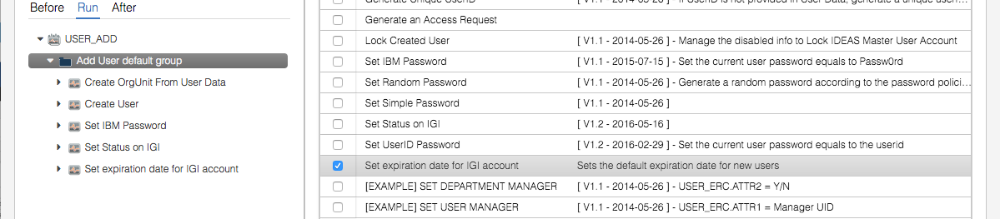 Before Run After
USER_ADD
Add User default group
Create OrgUnit From User Data
Create User
Set IBM Password
Set Status on IGI
Set expiration date for IGI account
Generate Unique UserID [ V1.1 - 2014-05-26 ] - If UserID is not provided in User Data, generate a unique user...
Generate an Access Request
Lock Created User [ V1.1 - 2014-05-26 ] - Manage the disabled info to Lock IDEAS Master User Account
Set IBM Password [ V1.1 - 2015-07-15 ] - Set the current user password equals to Passw0rd
Set Random Password [ V1.1 - 2014-05-26 ] - Generate a random password according to the password polici...
Set Simple Password [ V1.1 - 2014-05-26 ]
Set Status on IGI [ V1.2 - 2016-05-16 ]
Set UserID Password [ V1.2 - 2016-02-29 ] - Set the current user password equals to the userid
Set expiration date for IGI account Sets the default expiration date for new users
[EXAMPLE] SET DEPARTMENT MANAGER [ V1.1 - 2014-05-26 ] - USER_ERC.ATTR2 = Y/N
[EXAMPLE] SET USER MANAGER [ V1.1 - 2014-05-26 ] - USER_ERC.ATTR1 = Manager UID